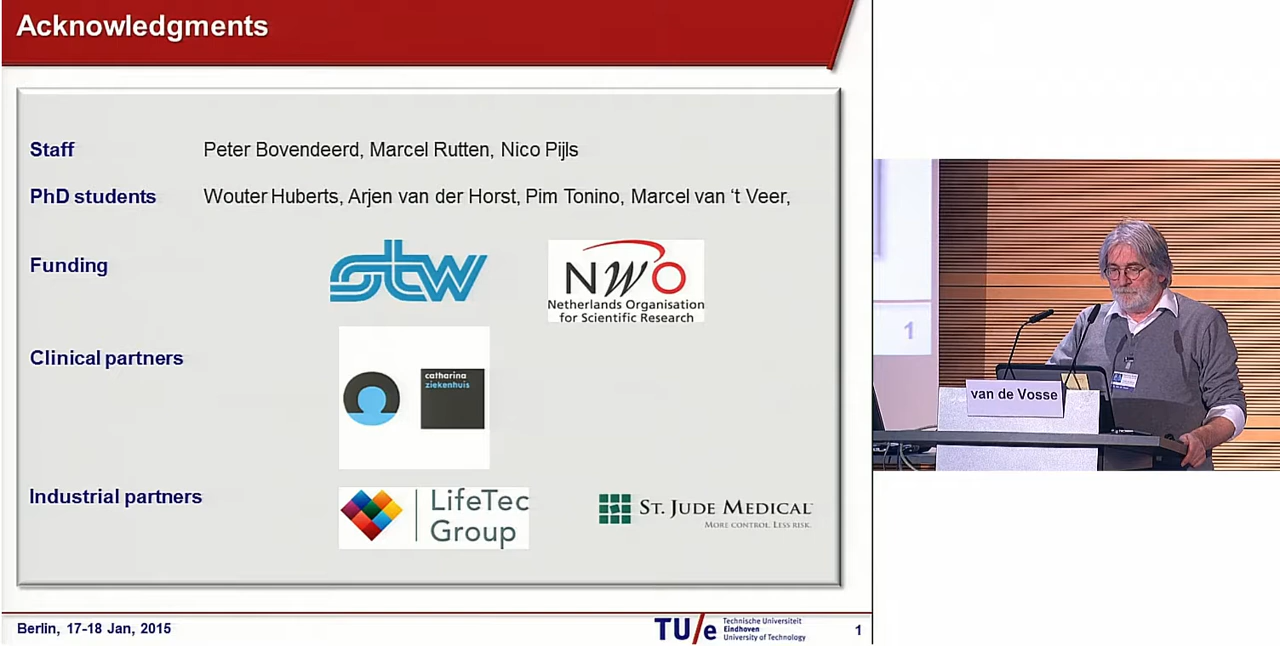 Acknowledgments
Staff Peter Bovendeerd, Marcel Rutten, Nico Pijls
PhD students Wouter Huberts, Arjen van der Horst, Pim Tonino, Marcel van ‘t Veer,
Funding
stw
NWO
Netherlands Organisation
for Scientific Research
Clinical partners
catharina
ziekenhuis
Industrial partners
LifeTec
Group
ST. JUDE MEDICAL
MORE CONTROL. LESS RISK.
Berlin, 17-18 Jan, 2015
TU/e
Technische Universiteit
Eindhoven
University of Technology
1
1
van de Vosse